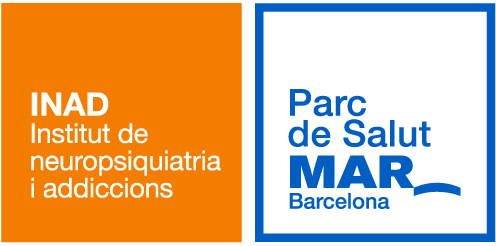 INAD
Institut de
neuropsiquiatria
i addiccions
Parc
de Salut
MAR
Barcelona